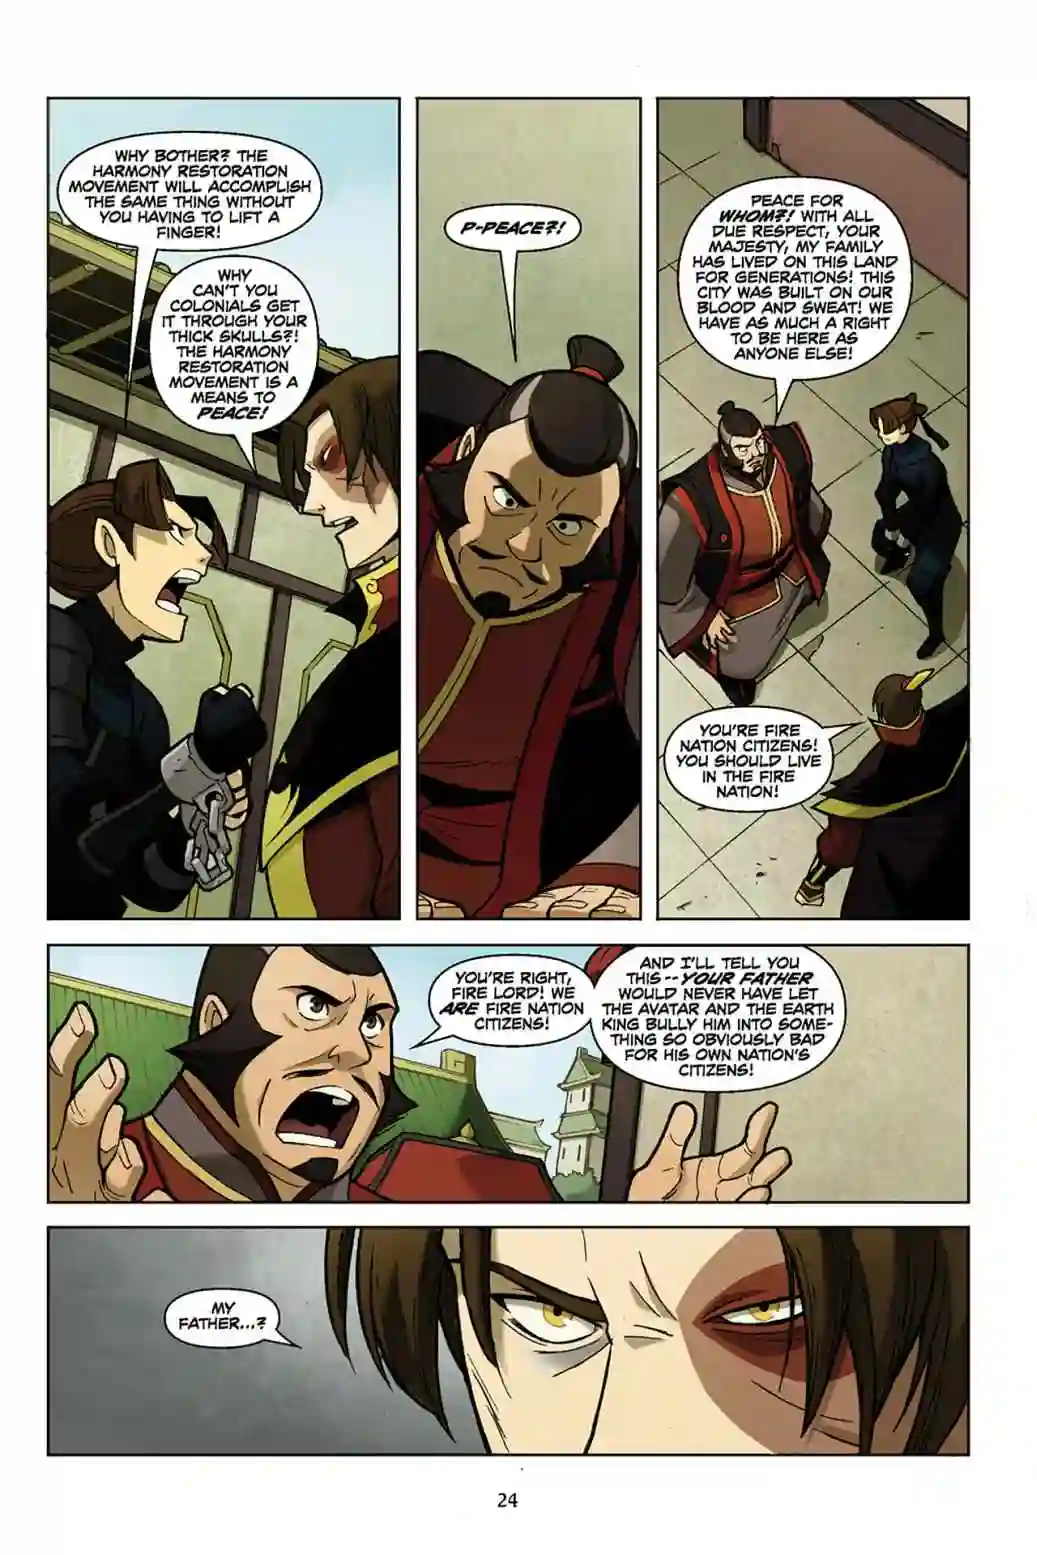 WHY BOTHER? THE
HARMONY RESTORATION
MOVEMENT WILL ACCOMPLISH
THE SAME THING WITHOUT
YOU HAVING TO LIFT A
FINGER!
WHY
CAN'T YOU
COLONIALS GET
IT THROUGH YOUR
THICK SKULLS?!
THE HARMONY
RESTORATION
MOVEMENT IS A
MEANS TO
PEACE!
P-PEACE?!
PEACE FOR
WHOM?! WITH ALL
DUE RESPECT, YOUR
MAJESTY, MY FAMILY
HAS LIVED ON THIS LAND
FOR GENERATIONS! THIS
CITY WAS BUILT ON OUR
BLOOD AND SWEAT! WE
HAVE AS MUCH A RIGHT
TO BE HERE AS
ANYONE ELSE!
YOU'RE FIRE
NATION CITIZENS!
YOU SHOULD LIVE
IN THE FIRE
NATION!
YOU'RE RIGHT,
FIRE LORD! WE
ARE FIRE NATION
CITIZENS!
AND I'LL TELL YOU
THIS -- YOUR FATHER
WOULD NEVER HAVE LET
THE AVATAR AND THE EARTH
KING BULLY HIM INTO SOME-
THING SO OBVIOUSLY BAD
FOR HIS OWN NATION'S
CITIZENS!
MY
FATHER...?
24